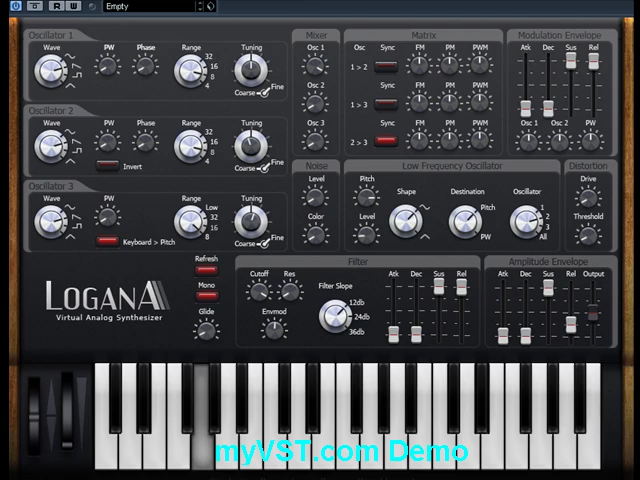 R W Empty
Oscillator 1 Mixer Matrix Modulation Envelope
Wave PW Phase Range Tuning Osc 1 Osc Sync FM PM PWM Atk Dec Sus Rel
32
16
8
4
1 > 2
Coarse Fine
Osc 2 Sync FM PM PWM
1 > 3
Oscillator 2
Wave PW Phase Range Tuning
32
16
8
4
Osc 3 Sync FM PM PWM
2 > 3
Osc 1 Osc 2 PW
Invert Coarse Fine
Noise Low Frequency Oscillator Distortion
Level Pitch Shape Destination Oscillator Drive
Pitch
PW
1
2
3
All
Color Level Threshold
Oscillator 3
Wave PW Range Tuning
Low
32
16
8
Keyboard > Pitch Coarse Fine
LOGANA
Virtual Analog Synthesizer
Refresh
Mono
Glide
Filter
Cutoff Res Filter Slope Atk Dec Sus Rel
12db
24db
36db
Envmod
Amplitude Envelope
Atk Dec Sus Rel Output
myVST.com Demo